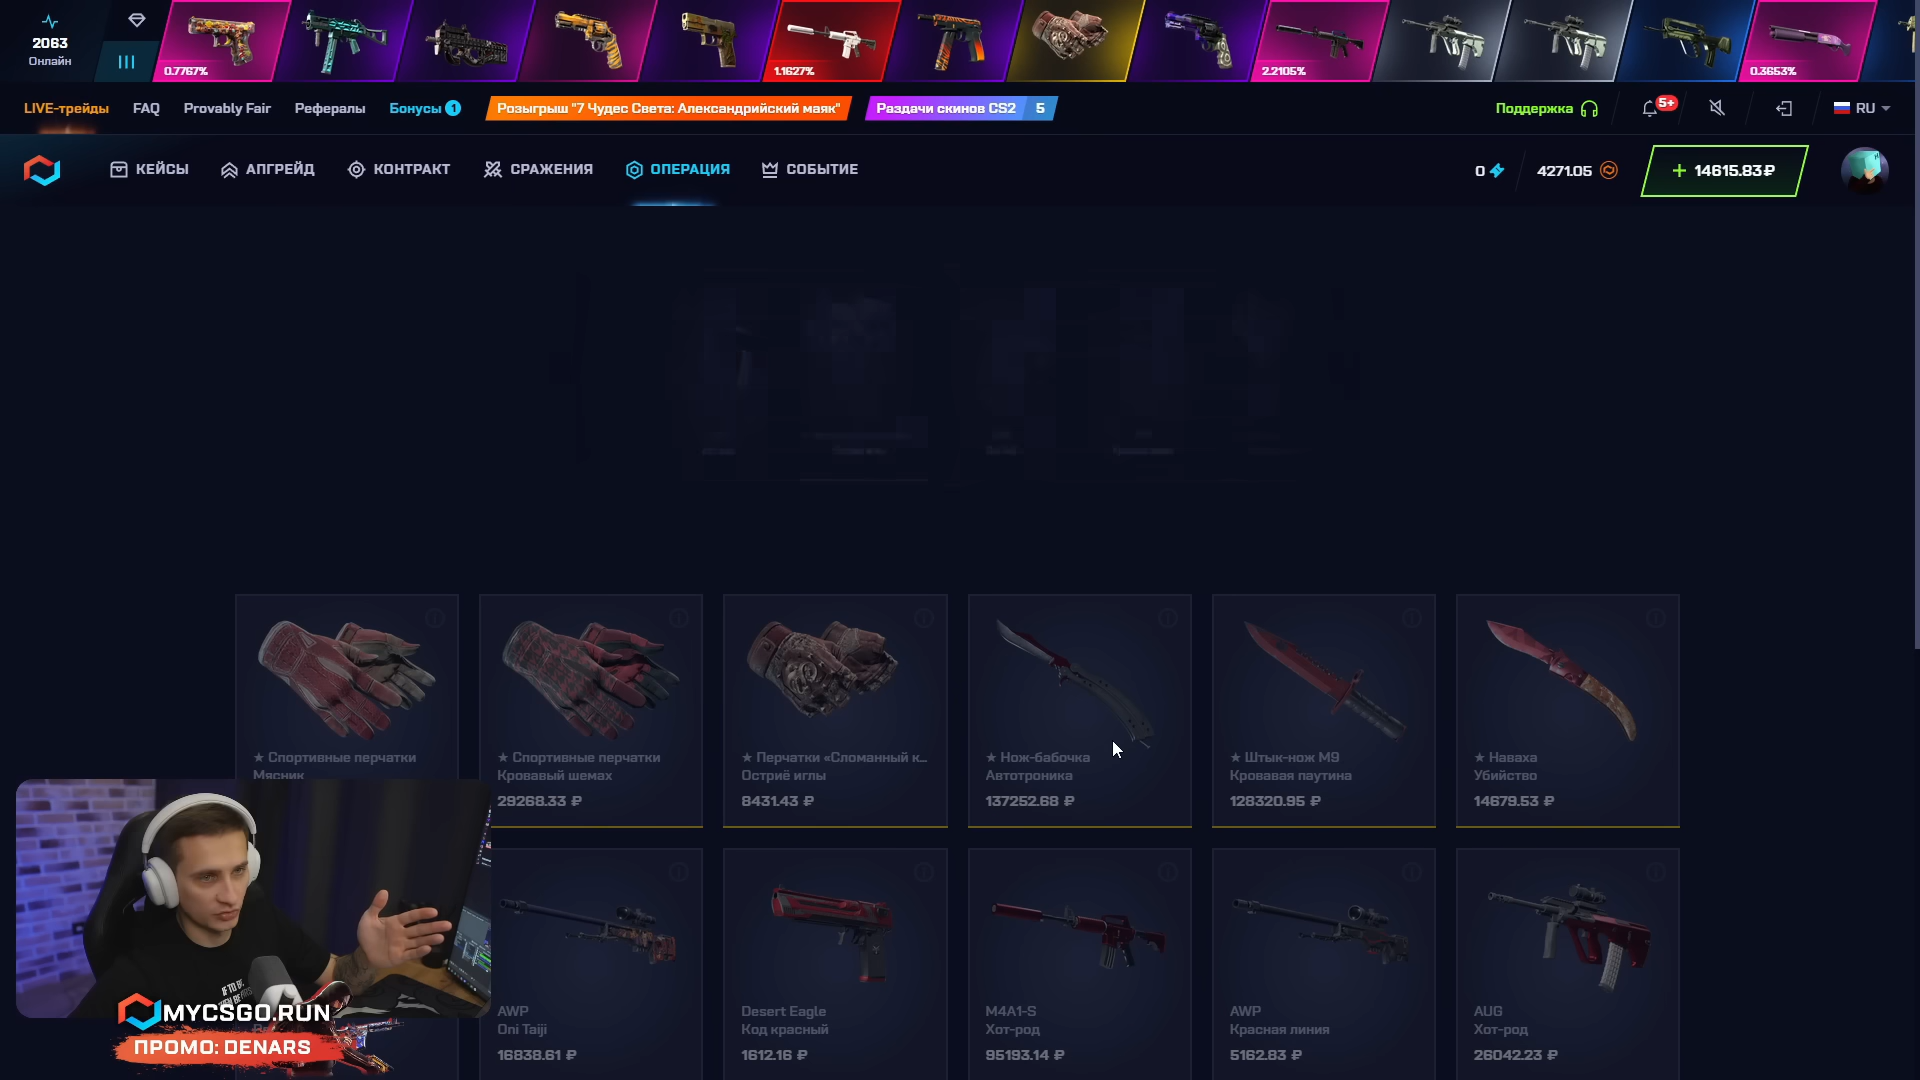 2063
Онлайн
0.7767%
1.1627%
2.2105%
0.3653%
LIVE-трейды
FAQ
Provably Fair
Рефералы
Бонусы 1
Розыгрыш "7 Чудес Света: Александрийский маяк"
Раздачи скинов CS2 5
Поддержка
5+
RU
КЕЙСЫ
АПГРЕЙД
КОНТРАКТ
СРАЖЕНИЯ
ОПЕРАЦИЯ
СОБЫТИЕ
0
4271.05
+ 14615.83 ₽
★ Спортивные перчатки
Мясник
★ Спортивные перчатки
Кровавый шемах
29268.33 ₽
★ Перчатки «Сломанный к...
Остриё иглы
8431.43 ₽
★ Нож-бабочка
Автотроника
137252.68 ₽
★ Штык-нож M9
Кровавая паутина
128320.95 ₽
★ Наваха
Убийство
14679.53 ₽
AWP
Oni Taiji
16838.61 ₽
Desert Eagle
Код красный
1612.16 ₽
M4A1-S
Хот-род
95193.14 ₽
AWP
Красная линия
5162.83 ₽
AUG
Хот-род
26042.23 ₽
MYCSGO.RUN
ПРОМО: DENARS